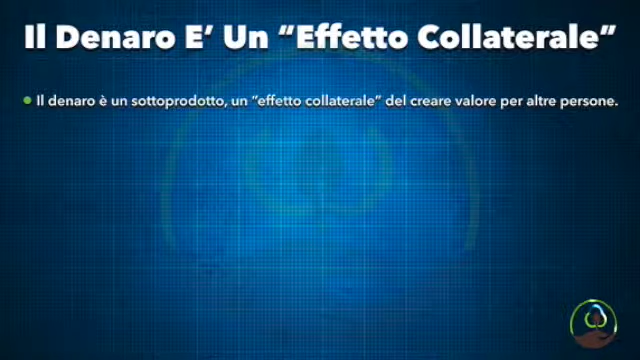 Il Denaro E’ Un “Effetto Collaterale”
Il denaro è un sottoprodotto, un “effetto collaterale” del creare valore per altre persone.